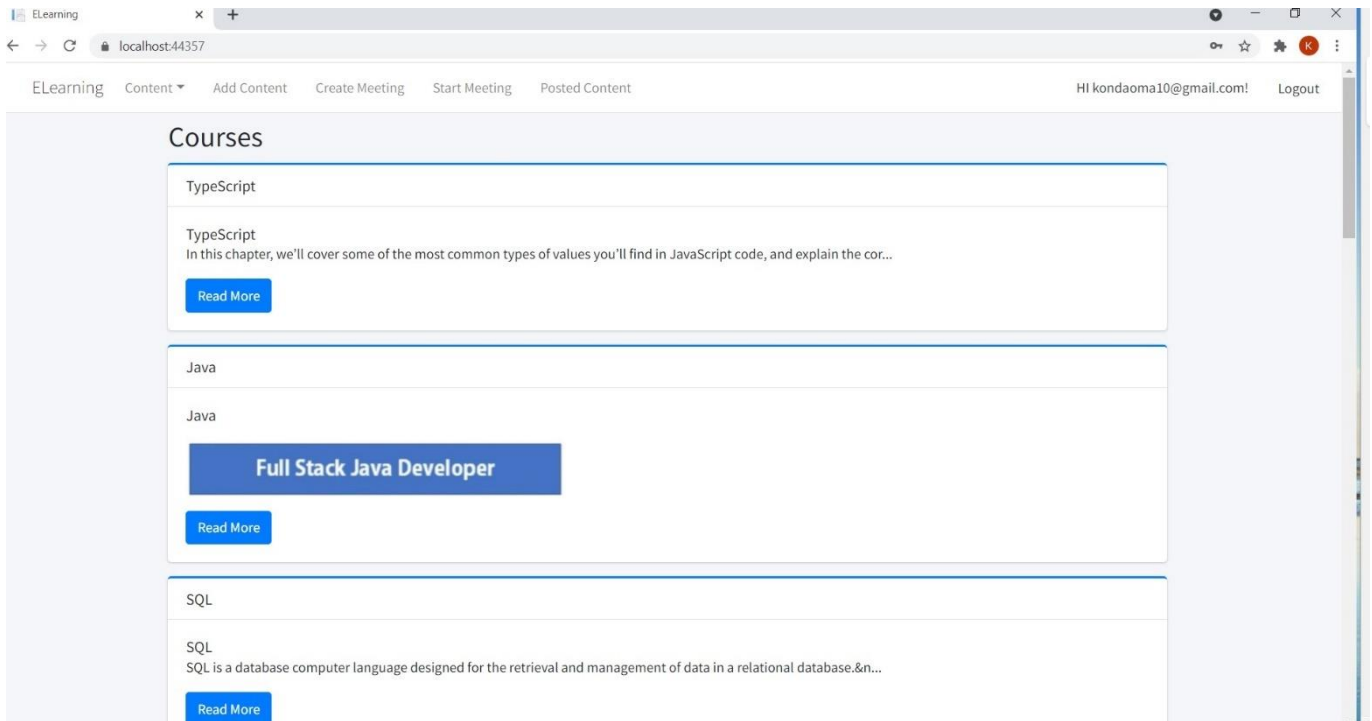 ELearning
localhost:44357
K
ELearning Content Add Content Create Meeting Start Meeting Posted Content HI kondaoma10@gmail.com! Logout
Courses
TypeScript
TypeScript
In this chapter, we'll cover some of the most common types of values you'll find in JavaScript code, and explain the cor...
Read More
Java
Java
Full Stack Java Developer
Read More
SQL
SQL
SQL is a database computer language designed for the retrieval and management of data in a relational database.&n...
Read More